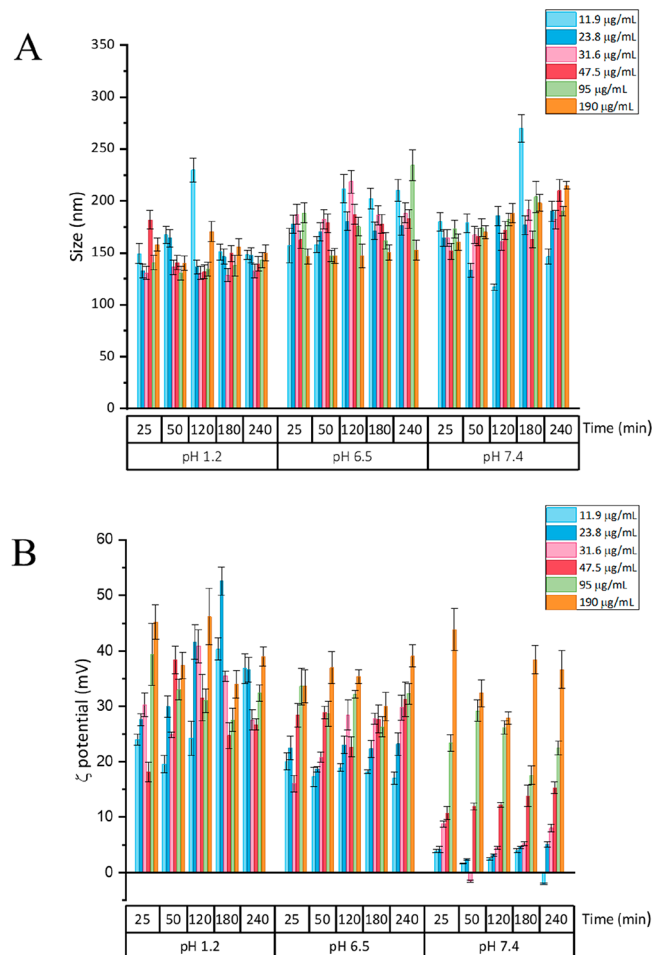 A
11.9 µg/mL
23.8 µg/mL
31.6 µg/mL
47.5 µg/mL
95 µg/mL
190 µg/mL
350
300
250
200
150
100
50
0
Size (nm)
25 50 120 180 240 25 50 120 180 240 25 50 120 180 240 Time (min)
pH 1.2 pH 6.5 pH 7.4
B
11.9 µg/mL
23.8 µg/mL
31.6 µg/mL
47.5 µg/mL
95 µg/mL
190 µg/mL
60
50
40
30
20
10
0
ζ potential (mV)
25 50 120 180 240 25 50 120 180 240 25 50 120 180 240 Time (min)
pH 1.2 pH 6.5 pH 7.4